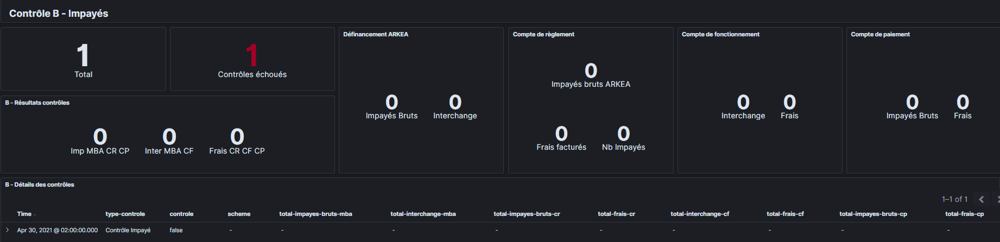 Contrôle B - Impayés
1
Total
1
Contrôles échoués
B - Résultats contrôles
0
Imp MBA CR CP
0
Inter MBA CF
0
Frais CR CF CP
Définancement ARKEA
0
Impayés Bruts
0
Interchange
Compte de règlement
0
Impayés bruts ARKEA
0
Frais facturés
0
Nb Impayés
Compte de fonctionnement
0
Interchange
0
Frais
Compte de paiement
0
Impayés Bruts
0
Frais
B - Détails des contrôles
1–1 of 1
Time type-controle controle scheme total-impayes-bruts-mba total-interchange-mba total-impayes-bruts-cr total-frais-cr total-interchange-cf total-frais-cf total-impayes-bruts-cp total-frais-cp
Apr 30, 2021 @ 02:00:00.000 Contrôle Impayé false - - - - - - - - -